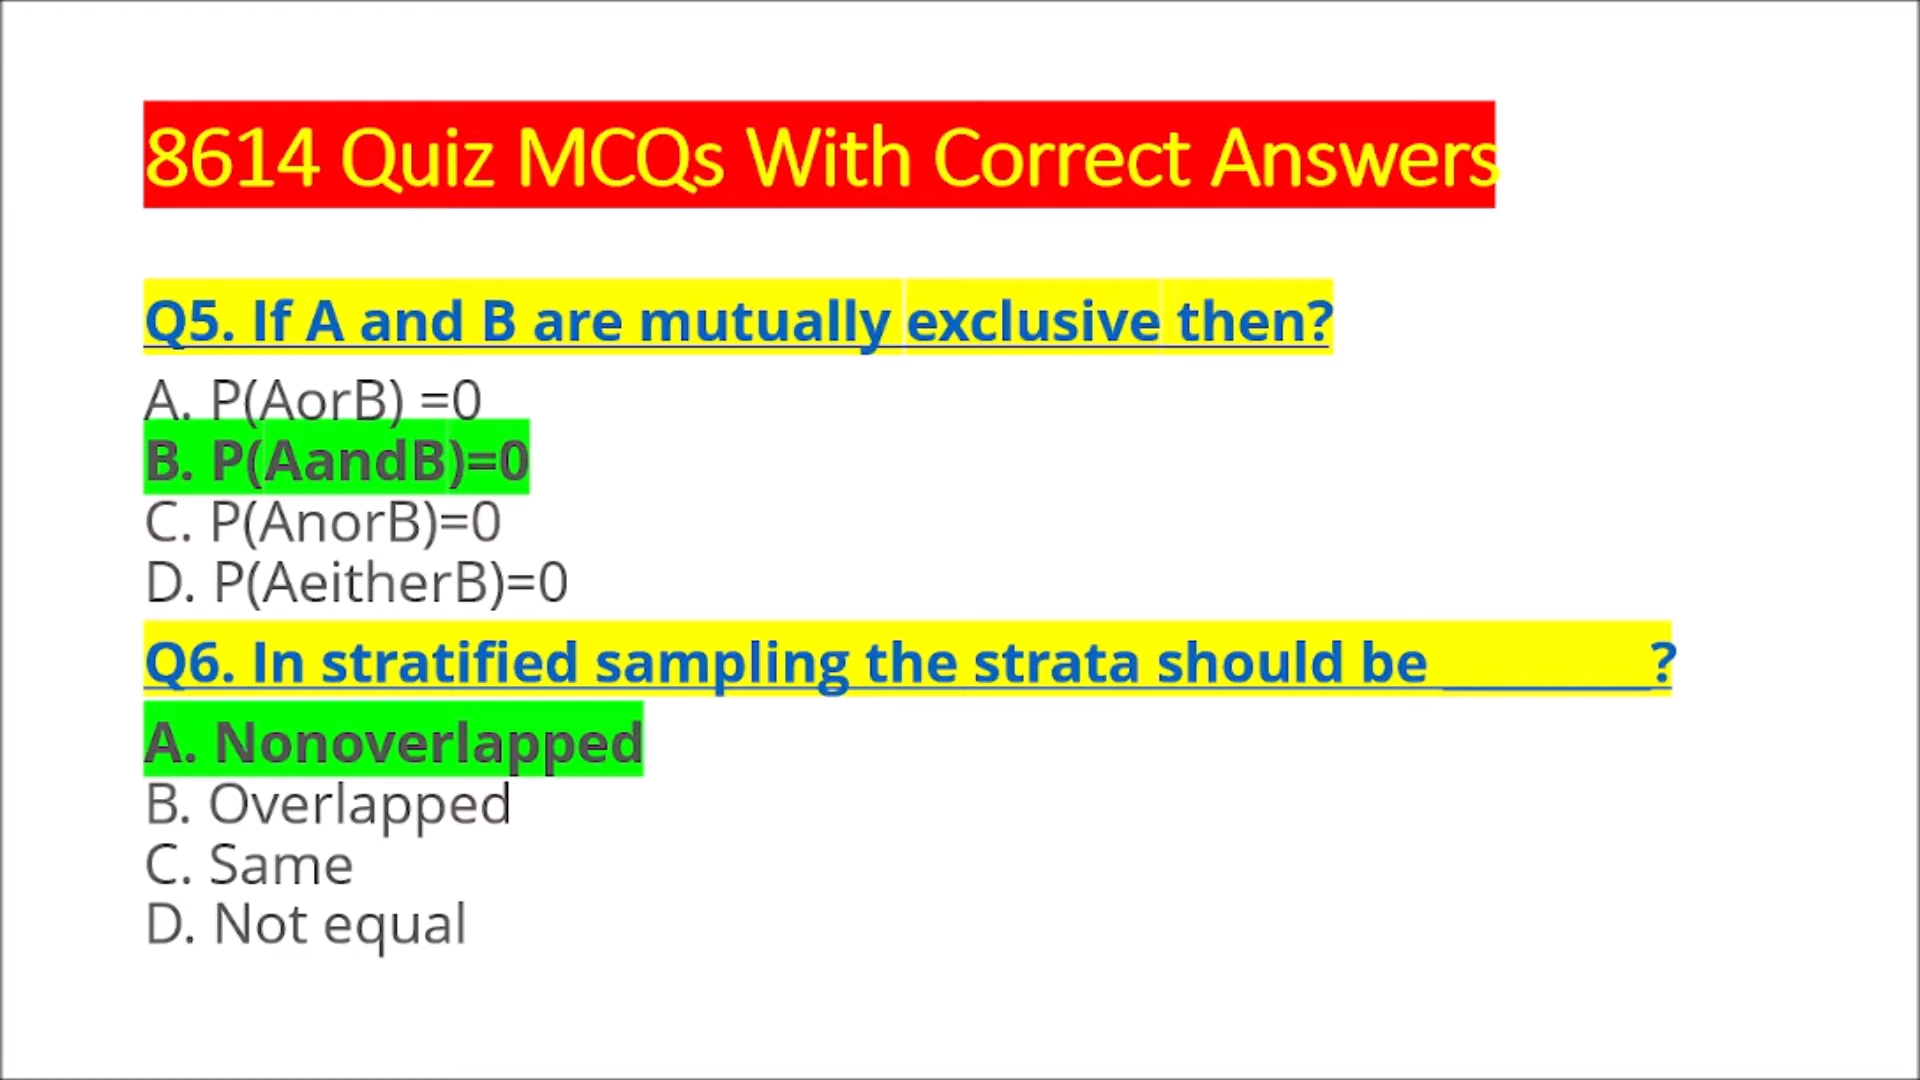 8614 Quiz MCQs With Correct Answers
Q5. If A and B are mutually exclusive then?
A. P(AorB) =0
B. P(AandB)=0
C. P(AnorB)=0
D. P(AeitherB)=0
Q6. In stratified sampling the strata should be ________?
A. Nonoverlapped
B. Overlapped
C. Same
D. Not equal